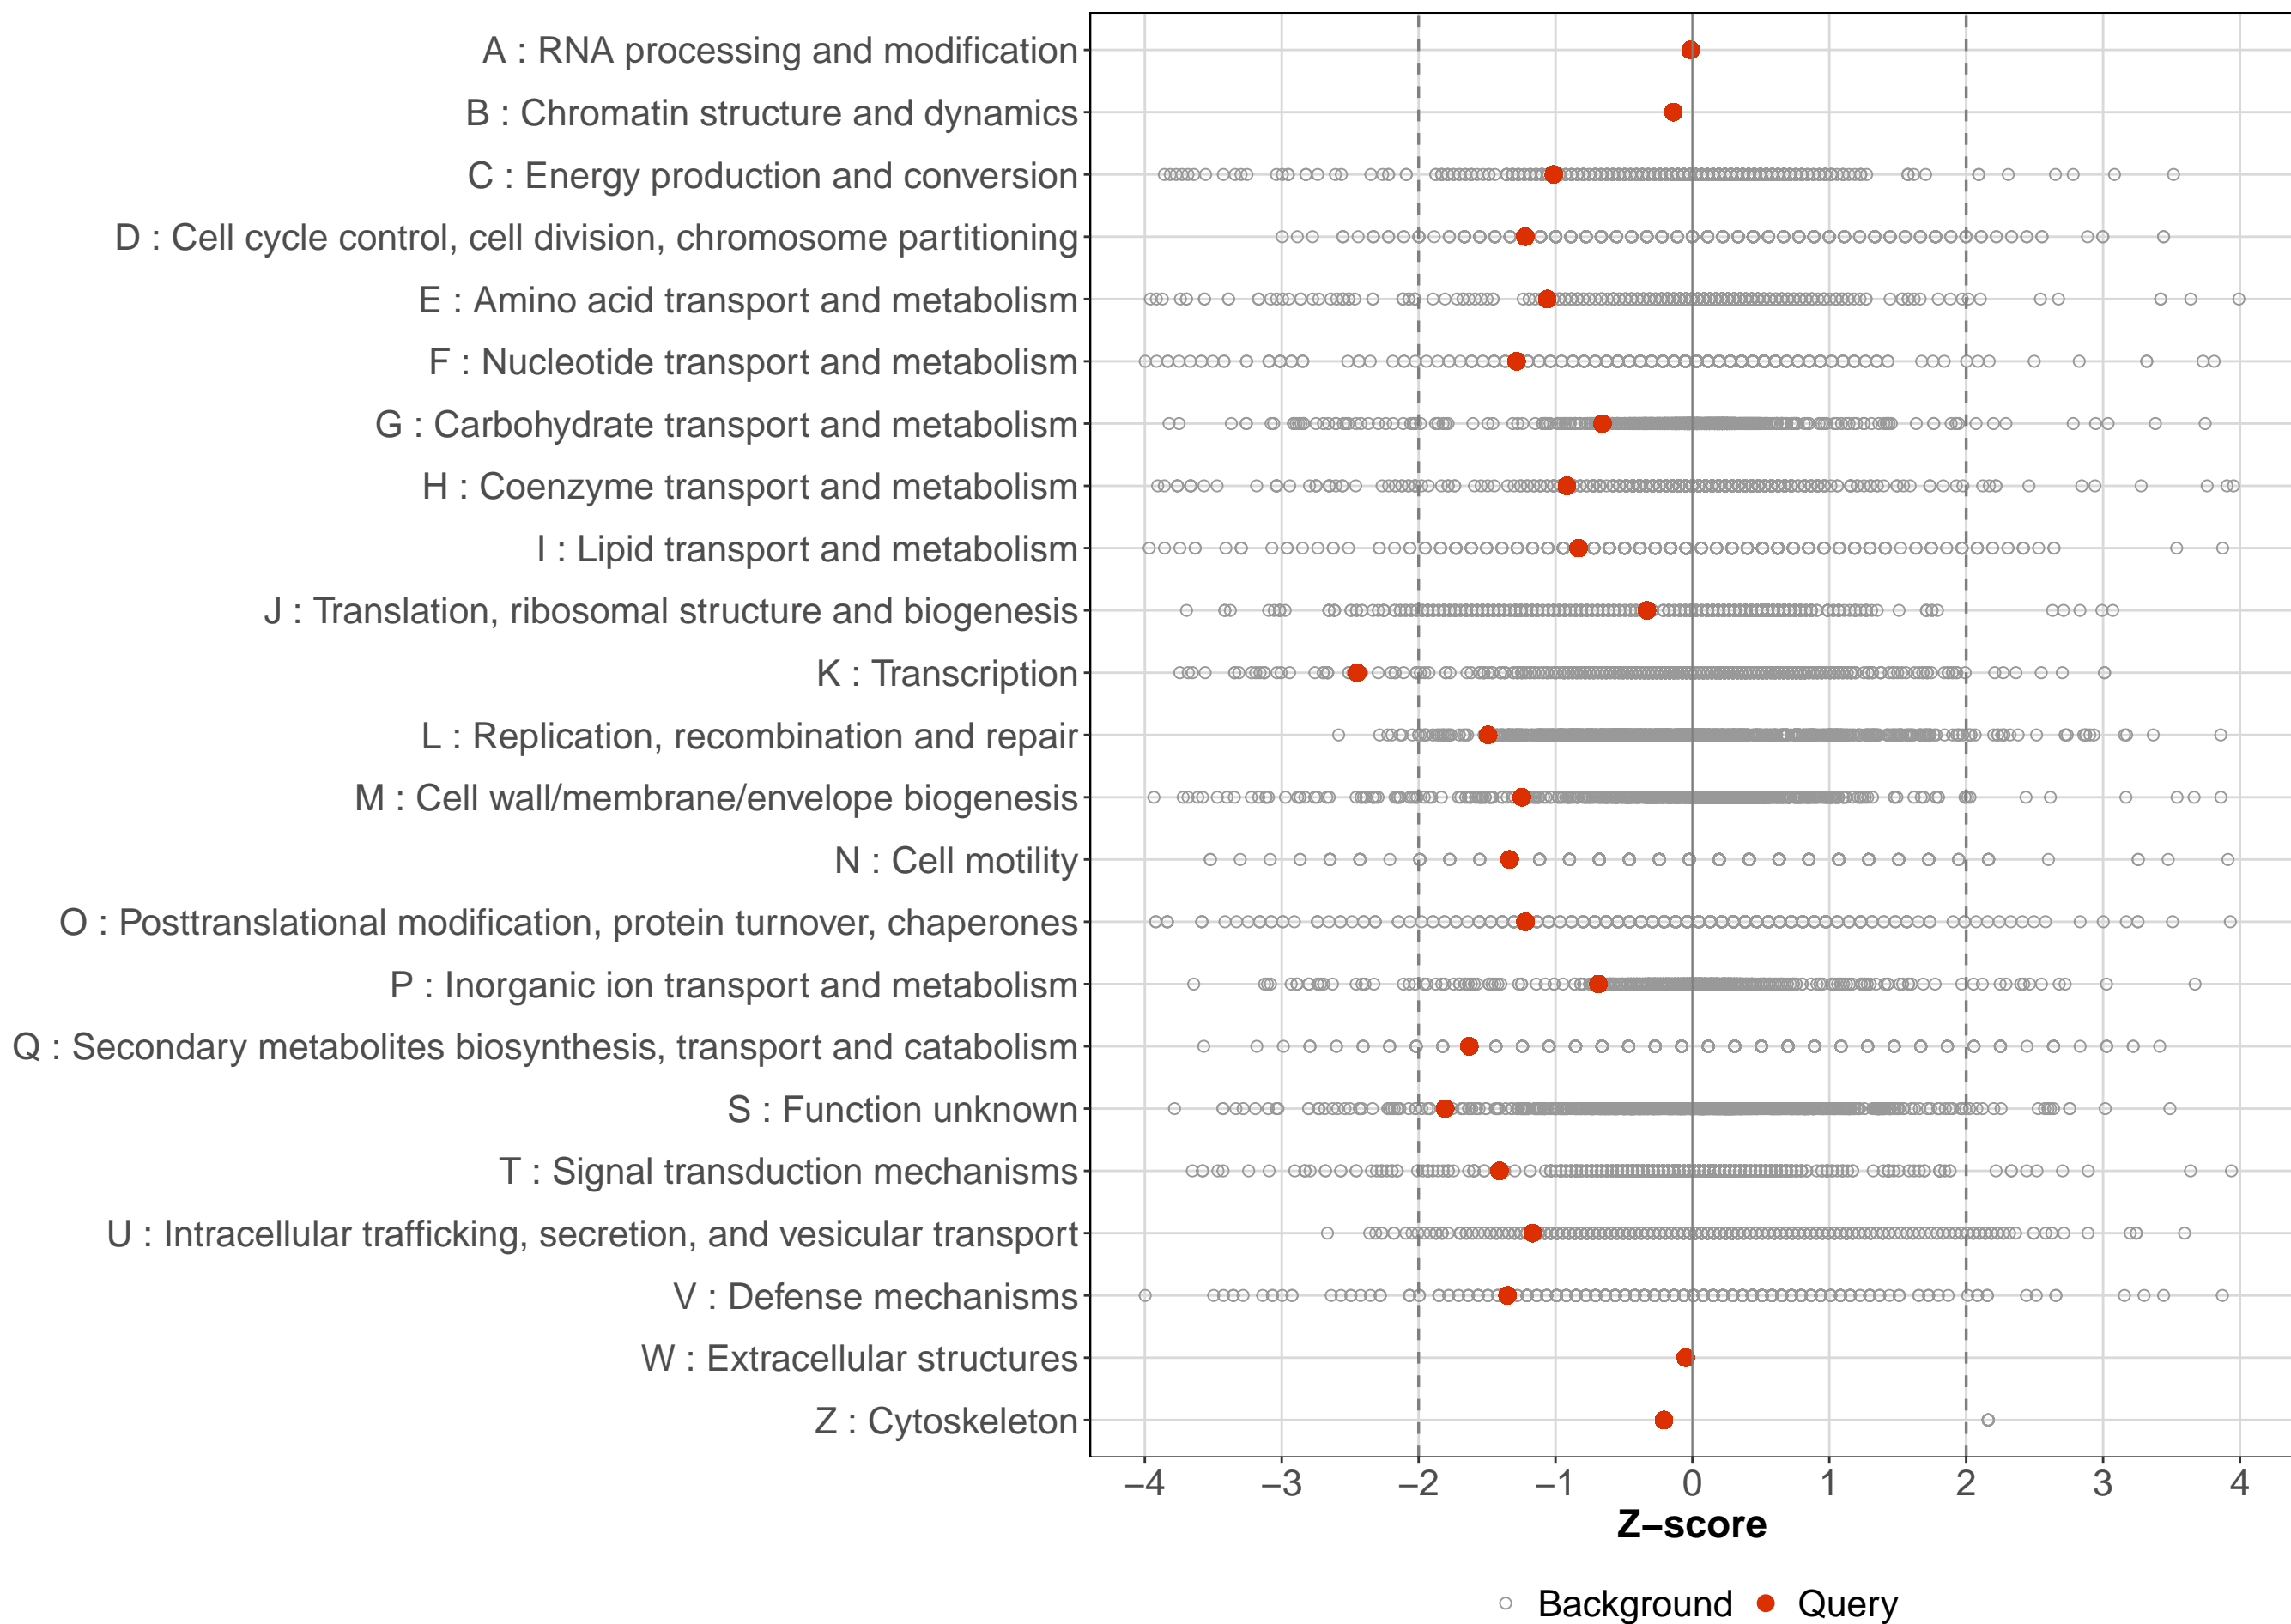 A : RNA processing and modification
B : Chromatin structure and dynamics
C : Energy production and conversion
D : Cell cycle control, cell division, chromosome partitioning
E : Amino acid transport and metabolism
F : Nucleotide transport and metabolism
G : Carbohydrate transport and metabolism
H : Coenzyme transport and metabolism
I : Lipid transport and metabolism
J : Translation, ribosomal structure and biogenesis
K : Transcription
L : Replication, recombination and repair
M : Cell wall/membrane/envelope biogenesis
N : Cell motility
O : Posttranslational modification, protein turnover, chaperones
P : Inorganic ion transport and metabolism
Q : Secondary metabolites biosynthesis, transport and catabolism
S : Function unknown
T : Signal transduction mechanisms
U : Intracellular trafficking, secretion, and vesicular transport
V : Defense mechanisms
W : Extracellular structures
Z : Cytoskeleton
−4 −3 −2 −1 0 1 2 3 4
Z−score
Background Query